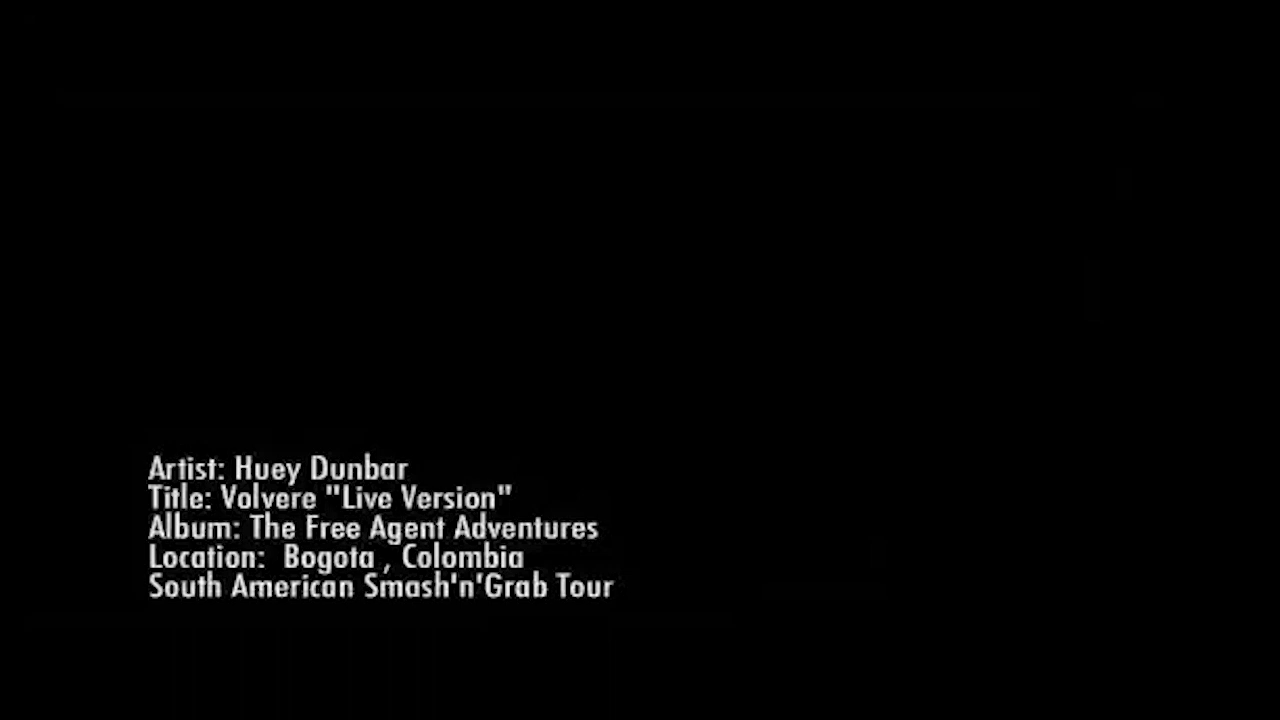 Artist: Huey Dunbar
Title: Volvere "Live Version"
Album: The Free Agent Adventures
Location:  Bogota , Colombia
South American Smash'n'Grab Tour